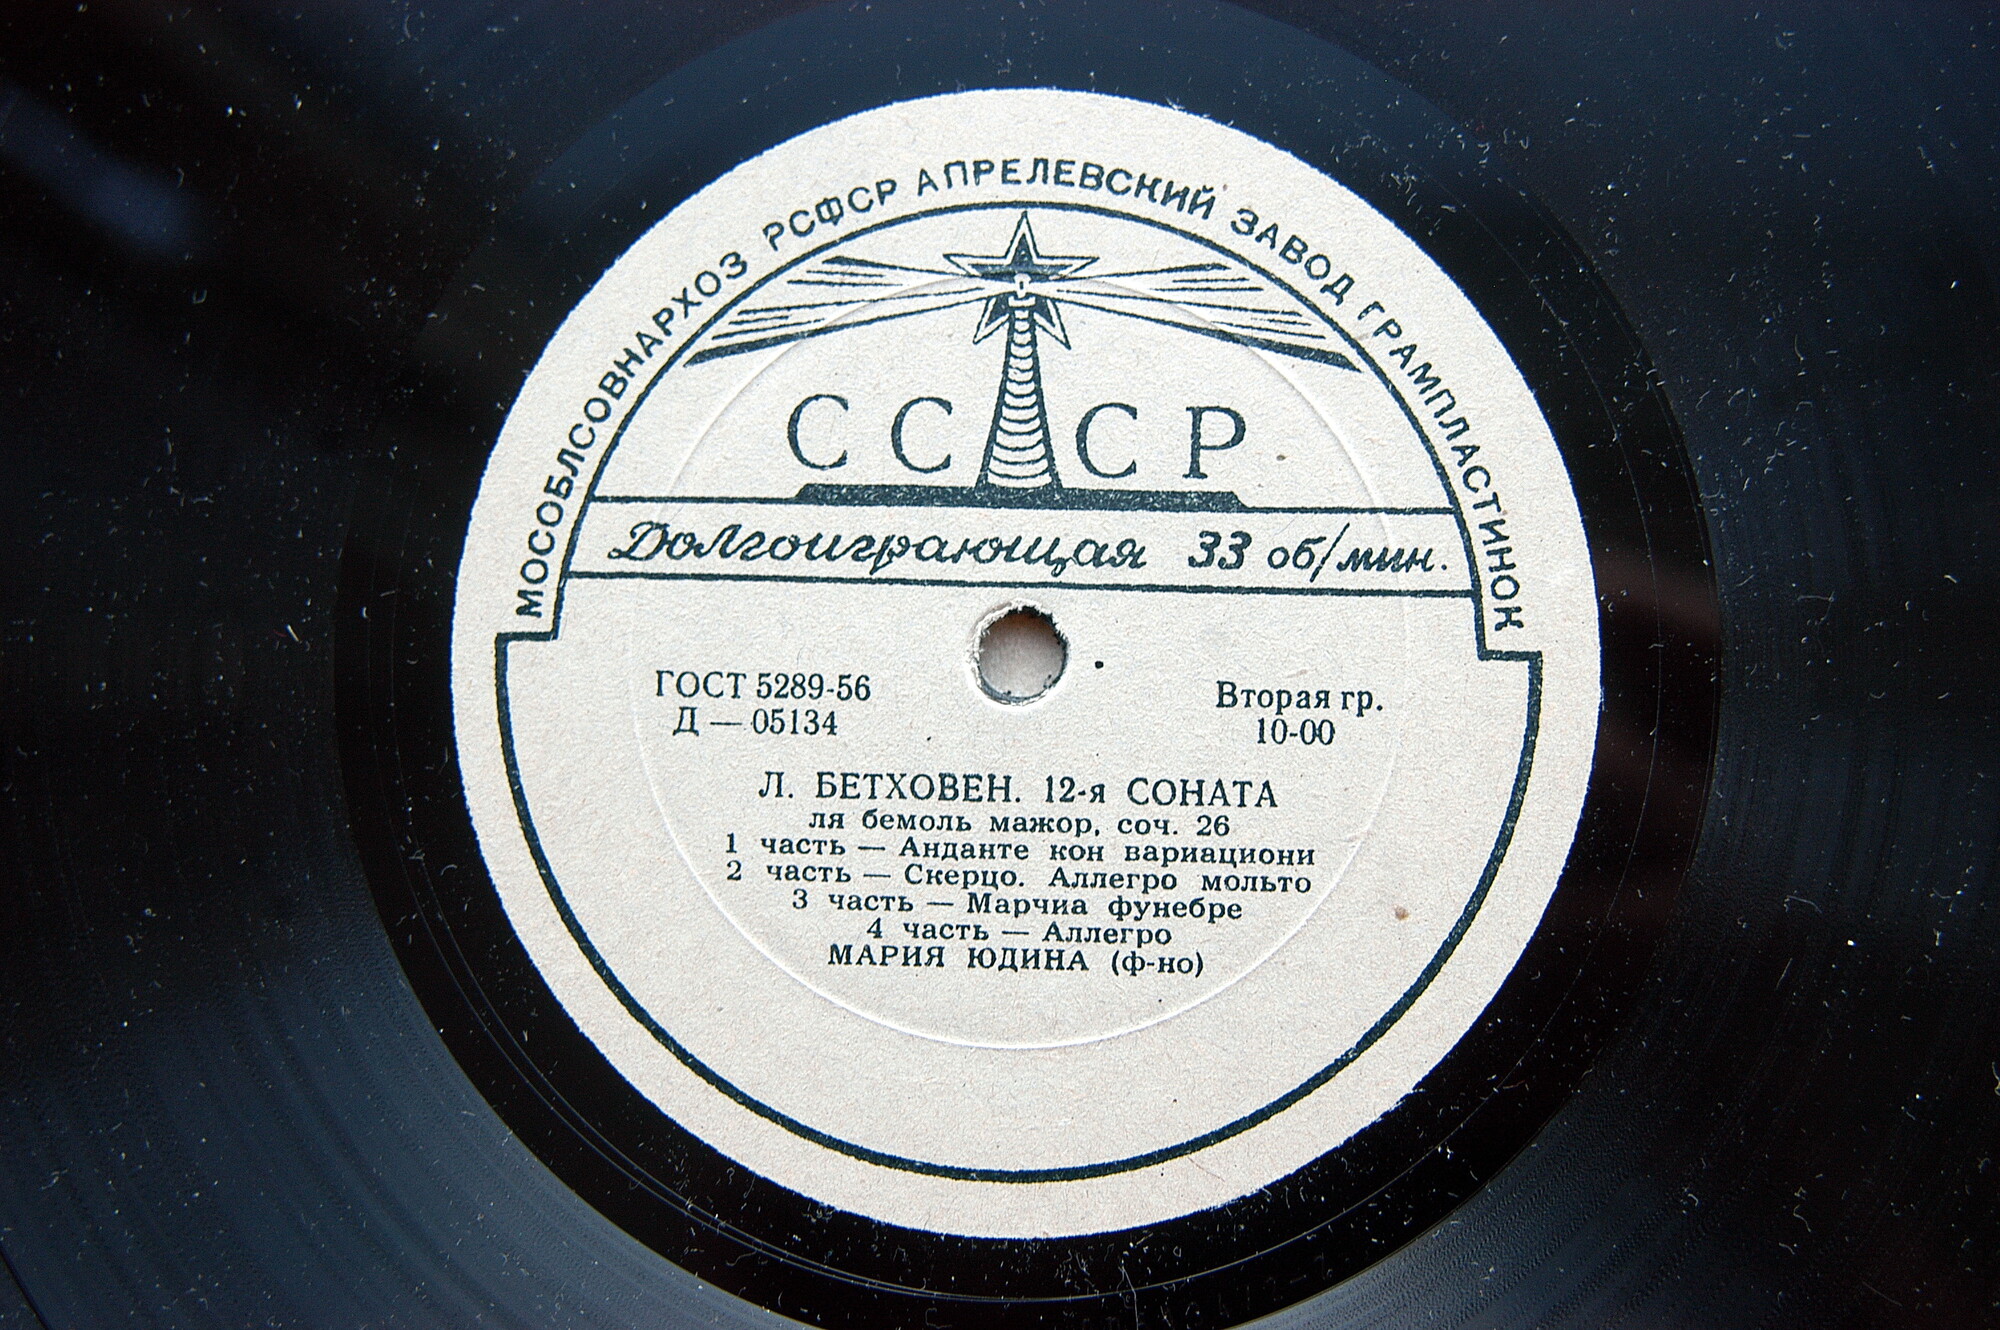 МОСОБЛСОВНАРХОЗ РСФСР АПРЕЛЕВСКИЙ ЗАВОД ГРАМПЛАСТИНОК
СССР
Долгоиграющая 33 об/мин.
ГОСТ 5289-56
Д — 05134
Вторая гр.
10-00
Л. БЕТХОВЕН. 12-я СОНАТА
ля бемоль мажор, соч. 26
1 часть — Анданте кон вариациони
2 часть — Скерцо. Аллегро мольто
3 часть — Марчиа фунебре
4 часть — Аллегро
МАРИЯ ЮДИНА (ф-но)